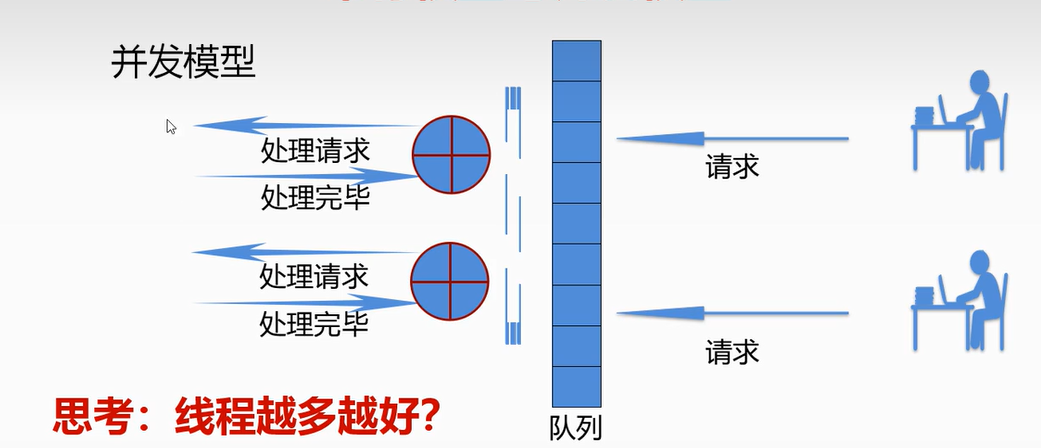 并发模型
处理请求
处理完毕
请求
处理请求
处理完毕
请求
思考：线程越多越好？
队列